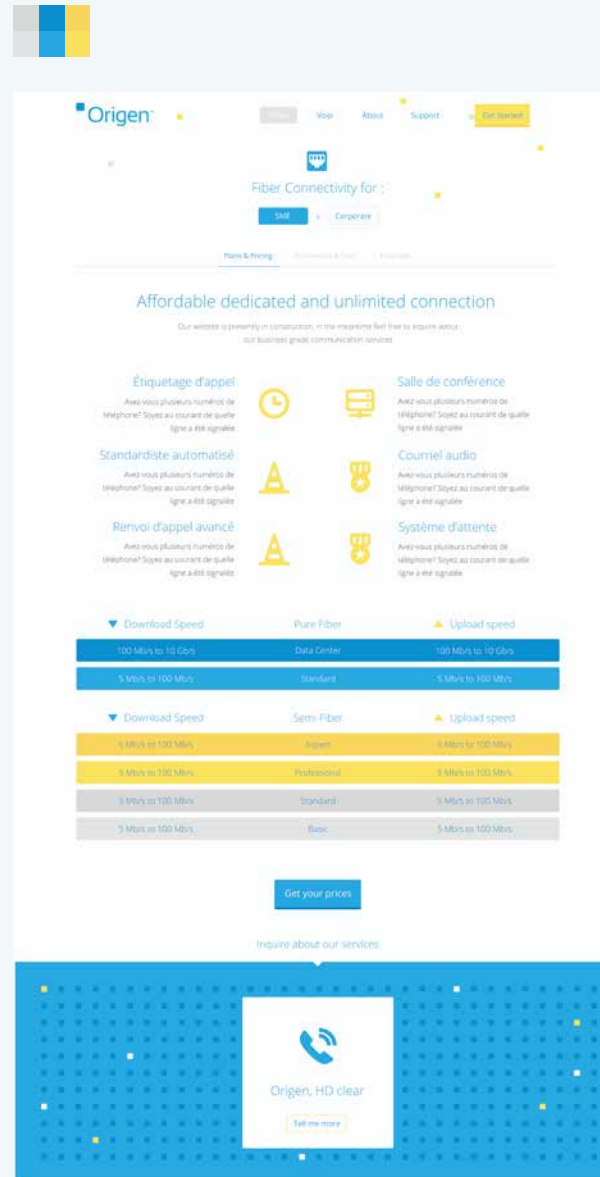 Origen
Voip
About
Support
Get Started
Fiber Connectivity for :
SME
Corporate
Plans & Pricing
Affordable dedicated and unlimited connection
Our website is presently in construction, in the meantime feel free to inquire about
our business grade communication services
Étiquetage d'appel
Avez-vous plusieurs numéros de
téléphone? Soyez au courant de quelle
ligne a été signalée
Salle de conférence
Avez-vous plusieurs numéros de
téléphone? Soyez au courant de quelle
ligne a été signalée
Standardiste automatisé
Avez-vous plusieurs numéros de
téléphone? Soyez au courant de quelle
ligne a été signalée
Courriel audio
Avez-vous plusieurs numéros de
téléphone? Soyez au courant de quelle
ligne a été signalée
Renvoi d'appel avancé
Avez-vous plusieurs numéros de
téléphone? Soyez au courant de quelle
ligne a été signalée
Système d'attente
Avez-vous plusieurs numéros de
téléphone? Soyez au courant de quelle
ligne a été signalée
Download Speed Pure Fiber Upload speed
100 Mb/s to 10 Gb/s Data Center 100 Mb/s to 10 Gb/s
5 Mb/s to 100 Mb/s Standard 5 Mb/s to 100 Mb/s
Download Speed Semi-Fiber Upload speed
5 Mb/s to 100 Mb/s 5 Mb/s to 100 Mb/s
5 Mb/s to 100 Mb/s Professional 5 Mb/s to 100 Mb/s
5 Mb/s to 100 Mb/s Standard 5 Mb/s to 100 Mb/s
5 Mb/s to 100 Mb/s Basic 5 Mb/s to 100 Mb/s
Get your prices
Inquire about our services
Origen, HD clear
Tell me more